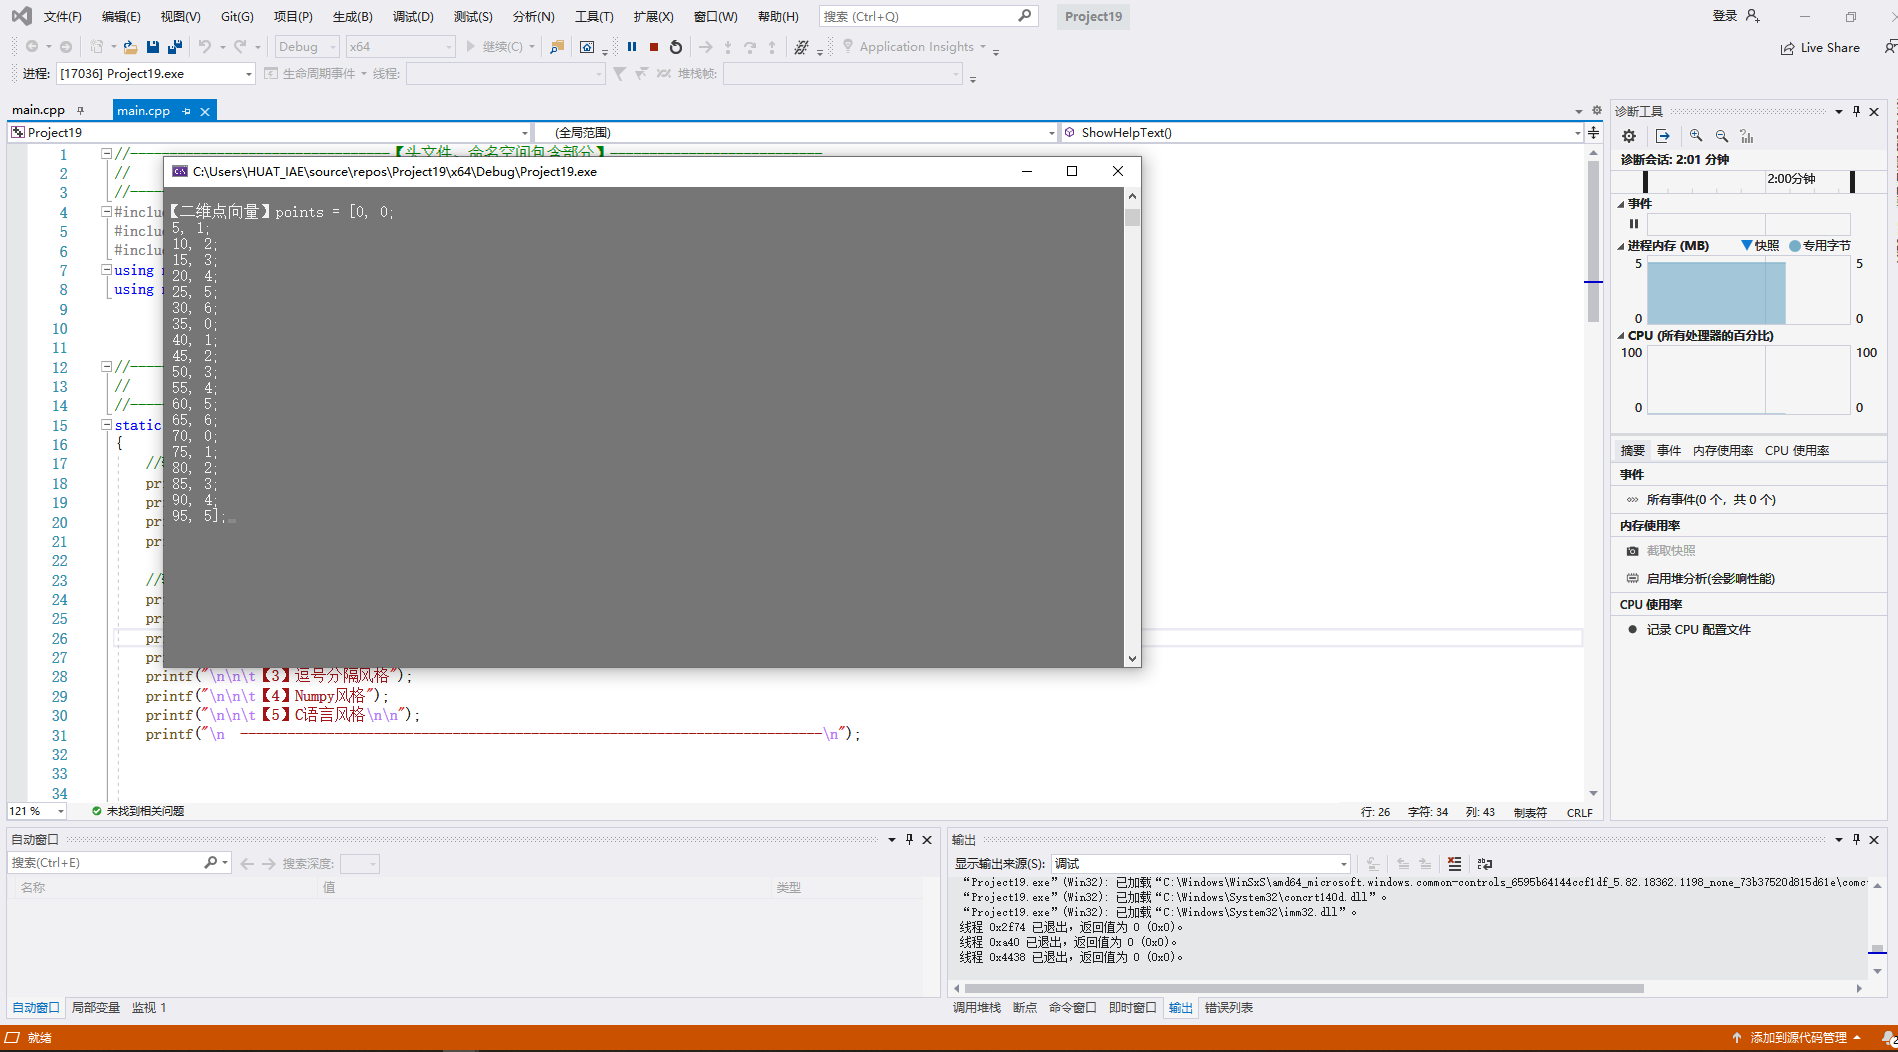 文件(F) 编辑(E) 视图(V) Git(G) 项目(P) 生成(B) 调试(D) 测试(S) 分析(N) 工具(T) 扩展(X) 窗口(W) 帮助(H) 搜索 (Ctrl+Q) Project19 登录
Debug x64 继续(C) Application Insights Live Share
进程: [17036] Project19.exe 生命周期事件 线程: 堆栈帧:
main.cpp main.cpp
Project19 (全局范围) ShowHelpText()
1 //---------------------------------【头文件、命名空间包含部分】---------------------------
2 //
3 //----
4 #inclu
5 #inclu
6 #inclu
7 using
8 using
9
10
11
12 //----
13 //
14 //----
15 static
16 {
17 //
18 pr
19 pr
20 pr
21 pr
22
23 //
24 pr
25 pr
26 pr
27 pr
28 printf("\n\n\t【3】逗号分隔风格");
29 printf("\n\n\t【4】Numpy风格");
30 printf("\n\n\t【5】C语言风格\n\n");
31 printf("\n --------------------------------------------------------------------------\n");
32
33
34
C:\Users\HUAT_IAE\source\repos\Project19\x64\Debug\Project19.exe
【二维点向量】points = [0, 0;
5, 1;
10, 2;
15, 3;
20, 4;
25, 5;
30, 6;
35, 0;
40, 1;
45, 2;
50, 3;
55, 4;
60, 5;
65, 6;
70, 0;
75, 1;
80, 2;
85, 3;
90, 4;
95, 5];
121 % 未找到相关问题 行: 26 字符: 34 列: 43 制表符 CRLF
诊断工具
诊断会话: 2:01 分钟
2:00分钟
事件
进程内存 (MB) 快照 专用字节
5 5
0 0
CPU (所有处理器的百分比)
100 100
0 0
摘要 事件 内存使用率 CPU 使用率
事件
所有事件(0 个，共 0 个)
内存使用率
截取快照
启用堆分析(会影响性能)
CPU 使用率
记录 CPU 配置文件
自动窗口
搜索(Ctrl+E) 搜索深度:
名称 值 类型
自动窗口 局部变量 监视 1
输出
显示输出来源(S): 调试
“Project19.exe”(Win32): 已加载“C:\Windows\WinSxS\amd64_microsoft.windows.common-controls_6595b64144ccf1df_5.82.18362.1198_none_73b37520d815d61e\comc
“Project19.exe”(Win32): 已加载“C:\Windows\System32\concrt140d.dll”。
“Project19.exe”(Win32): 已加载“C:\Windows\System32\imm32.dll”。
线程 0x2f74 已退出，返回值为 0 (0x0)。
线程 0xa40 已退出，返回值为 0 (0x0)。
线程 0x4438 已退出，返回值为 0 (0x0)。
调用堆栈 断点 命令窗口 即时窗口 输出 错误列表
就绪 添加到源代码管理